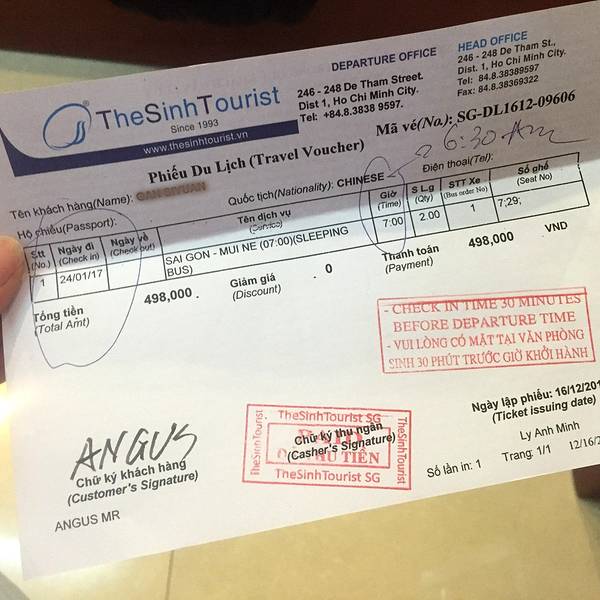 TheSinhTourist
Since 1993
www.thesinhtourist.vn
DEPARTURE OFFICE
246 - 248 De Tham Street.
Dist 1, Ho Chi Minh City.
Tel: +84.8.3838 9597.
HEAD OFFICE
246 - 248 De Tham St.,
Dist. 1, Ho Chi Minh City.
Tel: 84.8.38389597
Fax: 84.8.38369322
Phiếu Du Lịch (Travel Voucher)
Mã vé(No.): SG-DL1612-09606
6:30 Am
Tên khách hàng(Name):
Quốc tịch(Nationality): CHINESE
Điện thoại(Tel):
Hộ chiếu(Passport):
Stt (No.) Ngày đi (Check in) Ngày về (Check out) Tên dịch vụ (Service) Giờ (Time) S Lg (Qty) STT Xe (Bus order No) Số ghế (Seat No)
1 24/01/17 SAI GON - MUI NE (07:00)(SLEEPING BUS) 7:00 2.00 1 7;29;
Tổng tiền (Total Amt) 498,000 Giảm giá (Discount) 0 Thanh toán (Payment) 498,000 VND
- CHECK IN TIME 30 MINUTES
BEFORE DEPARTURE TIME
- VUI LÒNG CÓ MẶT TẠI VĂN PHÒNG
SINH 30 PHÚT TRƯỚC GIỜ KHỞI HÀNH
Ngày lập phiếu: 16/12/201
(Ticket issuing date)
Ly Anh Minh
Số lần in: 1 Trang: 1/1 12/16/2
ANGUS
Chữ ký khách hàng
(Customer's Signature)
ANGUS MR
TheSinhTourist SG
TheSinhTourist
PAID
Chữ ký thu ngân
(Casher's Signature)
THU TIỀN
TheSinhTourist
TheSinhTourist SG